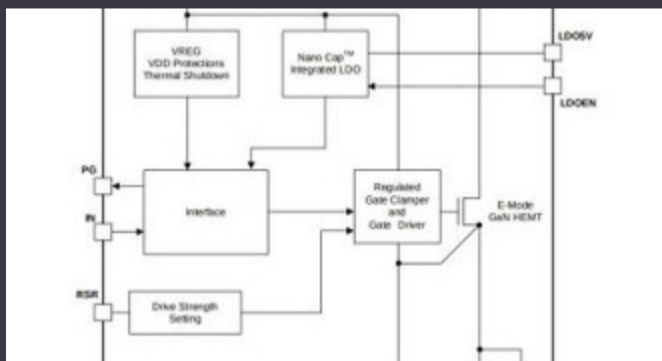 VREG
VDD Protections
Thermal Shutdown
Nano Cap™
Integrated LDO
LDO5V
LDOEN
PG
IN
Interface
Regulated
Gate Clamper
and
Gate Driver
E-Mode
GaN HEMT
RSR
Drive Strength
Setting